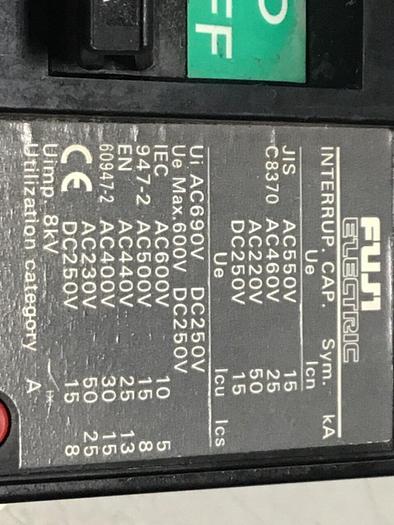 O
FF
FUJI
ELECTRIC
INTERRUP. CAP. Sym. kA
Ue Icn
JIS AC550V 15
C8370 AC460V 25
AC220V 50
DC250V 15
Ue Icu Ics
Ui AC690V DC250V
Ue Max.600V DC250V
IEC AC600V 10 5
947-2 AC500V 15 8
EN AC440V 25 13
60947-2 AC400V 30 15
CE AC230V 50 25
DC250V 15 8
Uimp. 8kV
Utilization category A